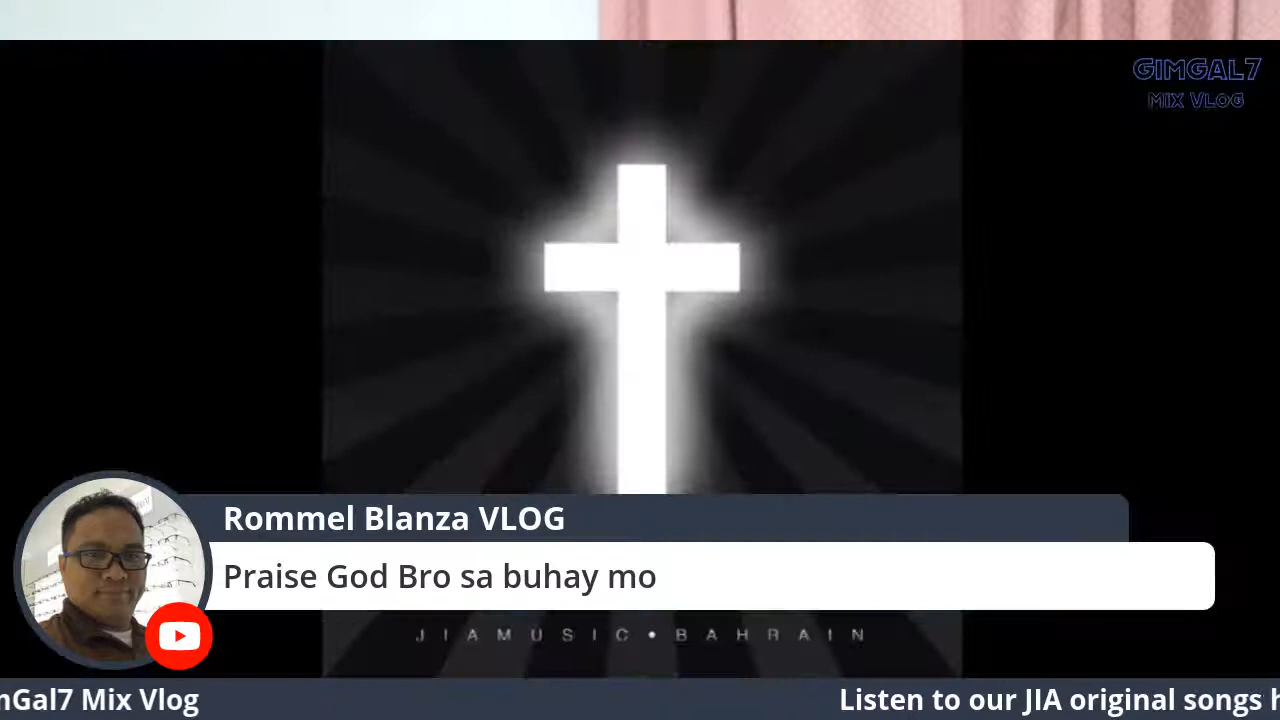 GIMGAL7
MIX VLOG
Rommel Blanza VLOG
Praise God Bro sa buhay mo
JIAMUSIC•BAHRAIN
Gal7 Mix Vlog
Listen to our JIA original songs